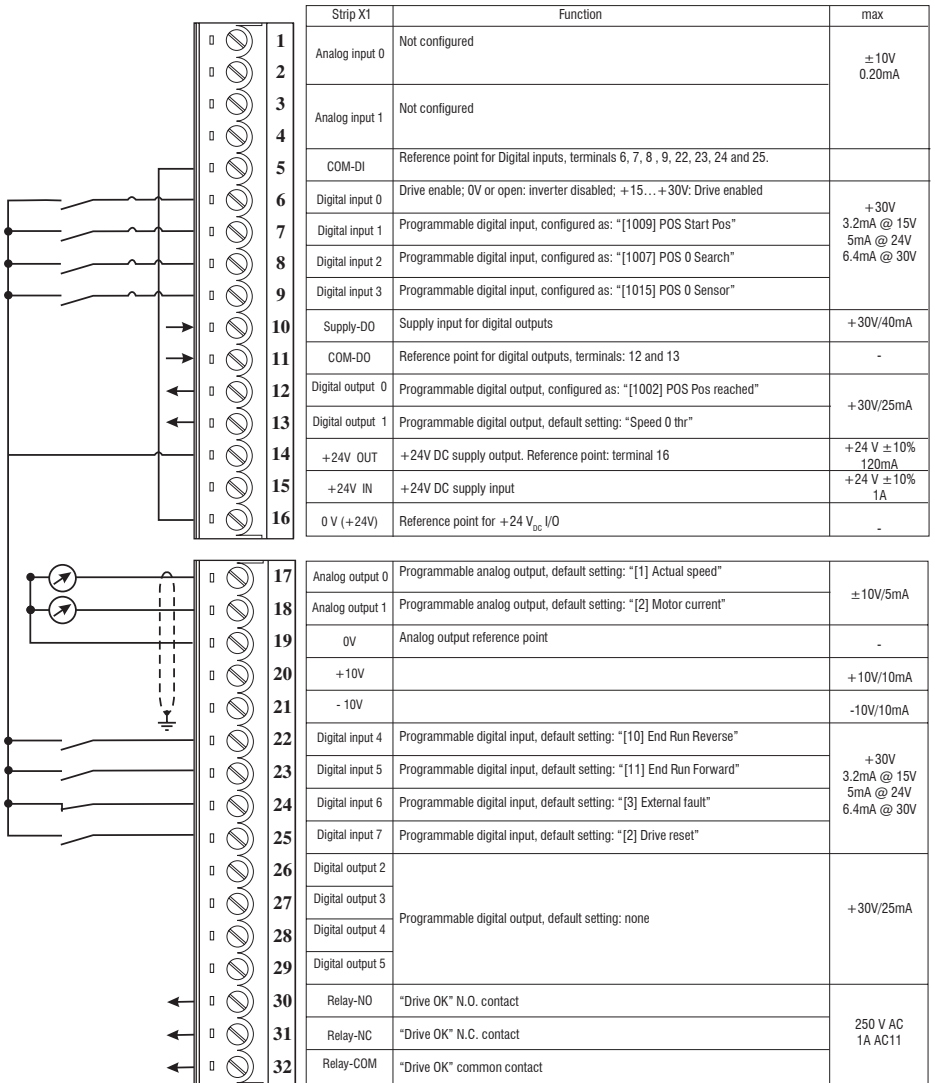 Strip X1 Function max
1 Analog input 0 Not configured ±10V
2 0.20mA
3 Analog input 1 Not configured
4
5 COM-DI Reference point for Digital inputs, terminals 6, 7, 8 , 9, 22, 23, 24 and 25.
6 Digital input 0 Drive enable; 0V or open: inverter disabled; +15…+30V: Drive enabled +30V
7 Digital input 1 Programmable digital input, configured as: “[1009] POS Start Pos” 3.2mA @ 15V
5mA @ 24V
8 Digital input 2 Programmable digital input, configured as: “[1007] POS 0 Search” 6.4mA @ 30V
9 Digital input 3 Programmable digital input, configured as: “[1015] POS 0 Sensor”
10 Supply-DO Supply input for digital outputs +30V/40mA
11 COM-DO Reference point for digital outputs, terminals: 12 and 13 -
12 Digital output 0 Programmable digital output, configured as: “[1002] POS Pos reached” +30V/25mA
13 Digital output 1 Programmable digital output, default setting: “Speed 0 thr”
14 +24V OUT +24V DC supply output. Reference point: terminal 16 +24 V ±10%
120mA
15 +24V IN +24V DC supply input +24 V ±10%
1A
16 0 V (+24V) Reference point for +24 VDC I/O -
17 Analog output 0 Programmable analog output, default setting: “[1] Actual speed” ±10V/5mA
18 Analog output 1 Programmable analog output, default setting: “[2] Motor current”
19 0V Analog output reference point -
20 +10V +10V/10mA
21 - 10V -10V/10mA
22 Digital input 4 Programmable digital input, default setting: “[10] End Run Reverse” +30V
23 Digital input 5 Programmable digital input, default setting: “[11] End Run Forward” 3.2mA @ 15V
5mA @ 24V
24 Digital input 6 Programmable digital input, default setting: “[3] External fault” 6.4mA @ 30V
25 Digital input 7 Programmable digital input, default setting: “[2] Drive reset”
26 Digital output 2
27 Digital output 3 Programmable digital output, default setting: none +30V/25mA
28 Digital output 4
29 Digital output 5
30 Relay-NO “Drive OK” N.O. contact 250 V AC
31 Relay-NC “Drive OK” N.C. contact 1A AC11
32 Relay-COM “Drive OK” common contact